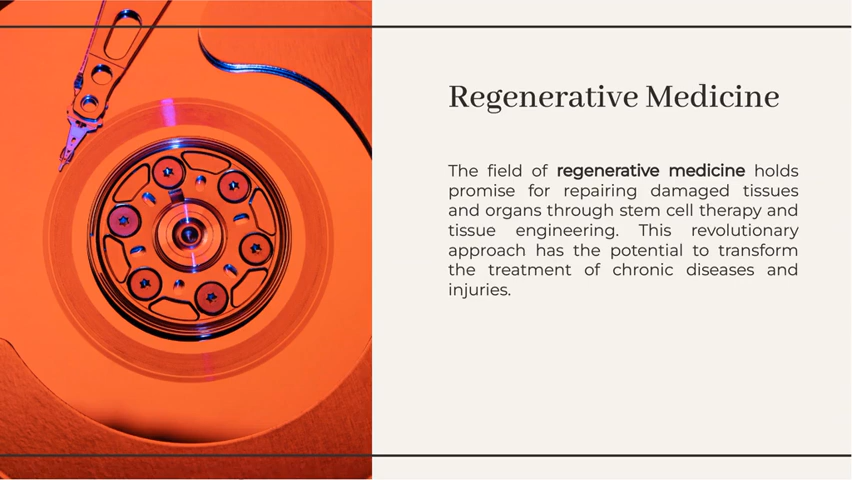 Regenerative Medicine
The field of regenerative medicine holds
promise for repairing damaged tissues
and organs through stem cell therapy and
tissue engineering. This revolutionary
approach has the potential to transform
the treatment of chronic diseases and
injuries.